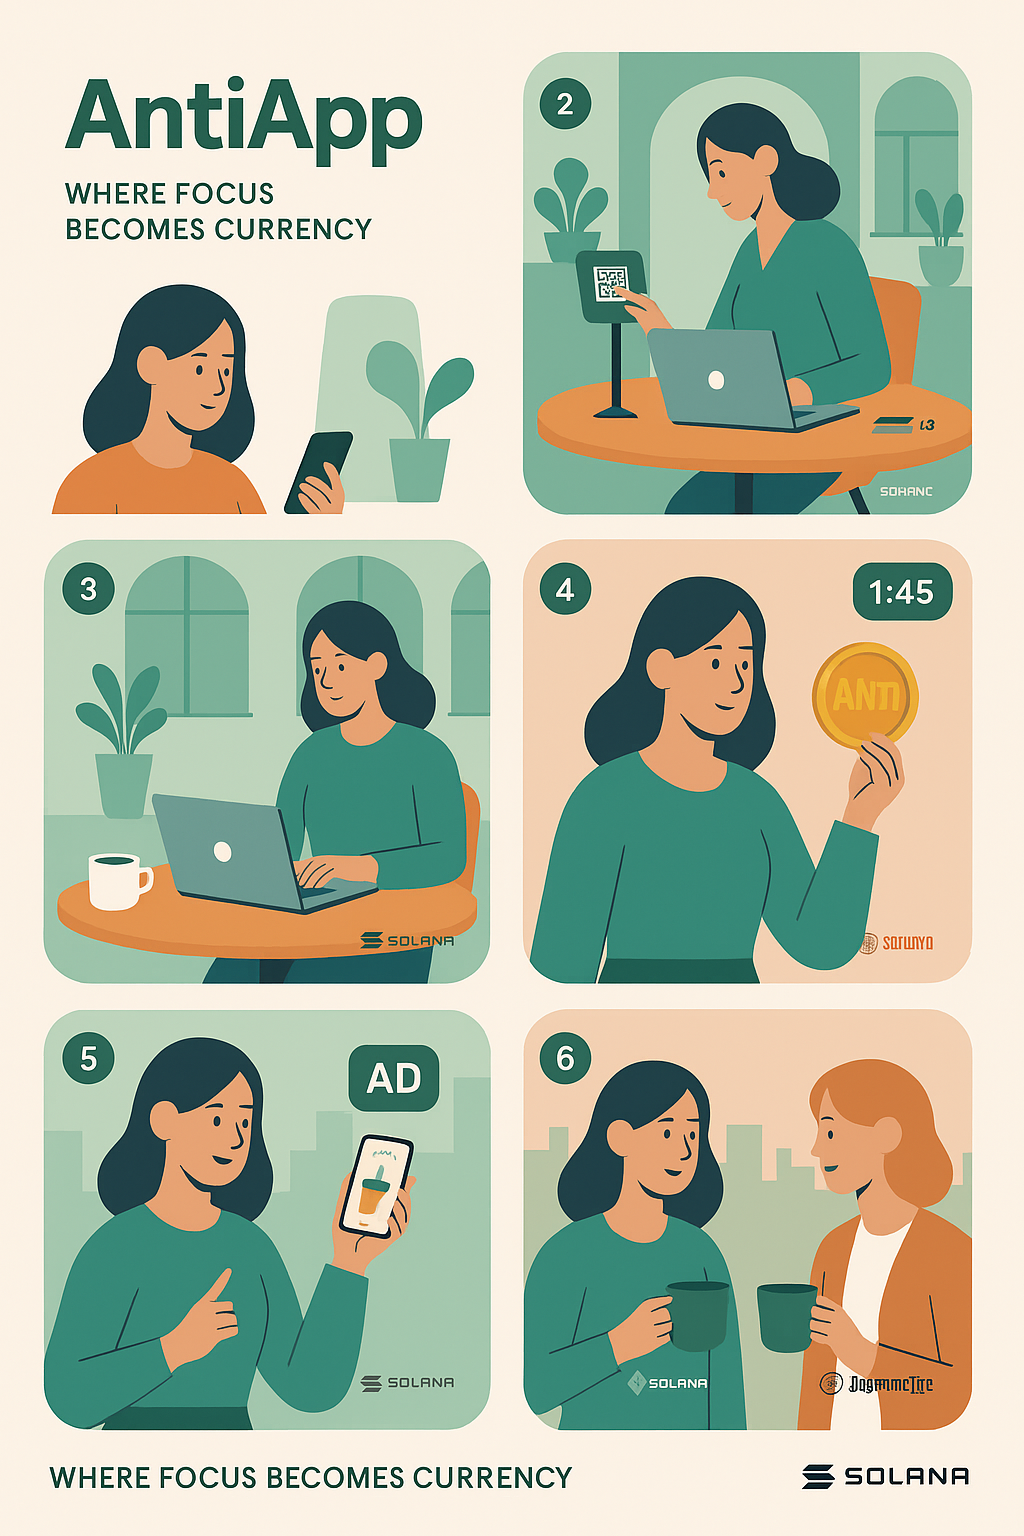 AntiApp
WHERE FOCUS
BECOMES CURRENCY
2
SOHANC
3
SOLANA
4
1:45
ANTI
5
AD
SOLANA
6
SOLANA
WHERE FOCUS BECOMES CURRENCY
SOLANA